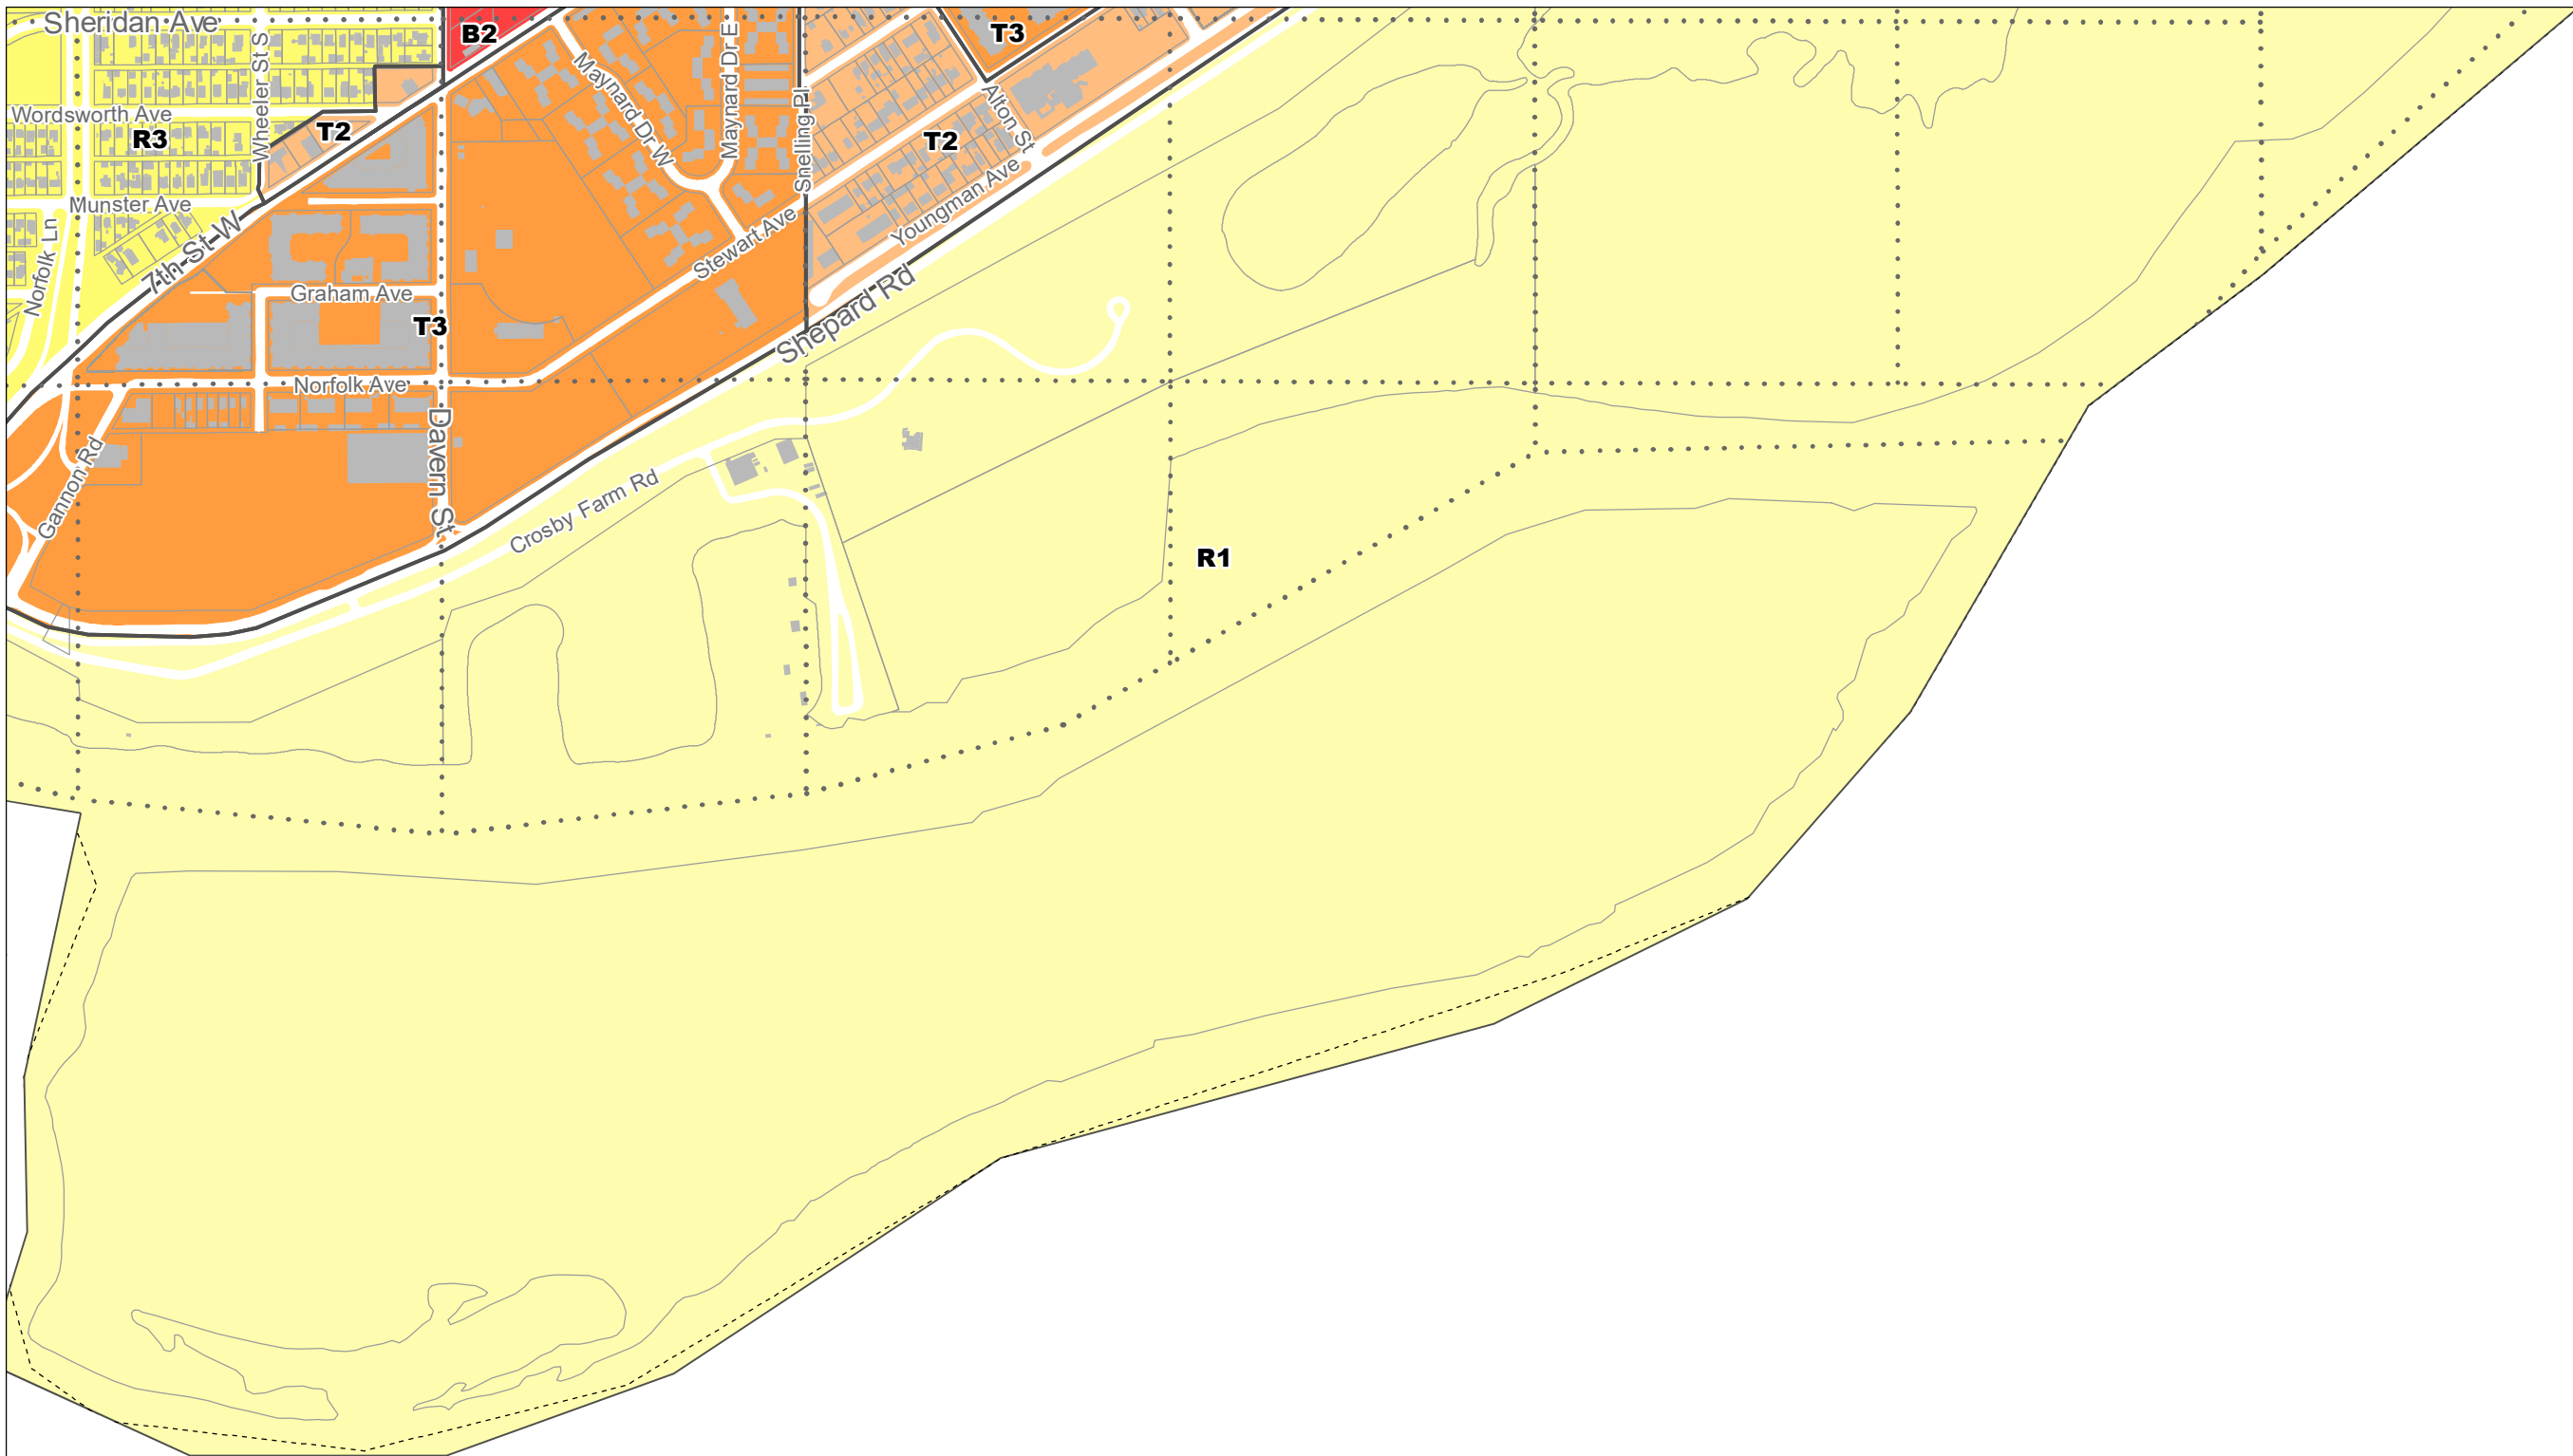 Sheridan Ave
B2
T3
Wheeler St S
Maynard Dr W
Maynard Dr E
Snelling Pl
Alton St
Wordsworth Ave
R3
T2
T2
Munster Ave
Norfolk Ln
7th St W
Stewart Ave
Youngman Ave
Graham Ave
T3
Shepard Rd
Norfolk Ave
Gannon Rd
Davern St
Crosby Farm Rd
R1